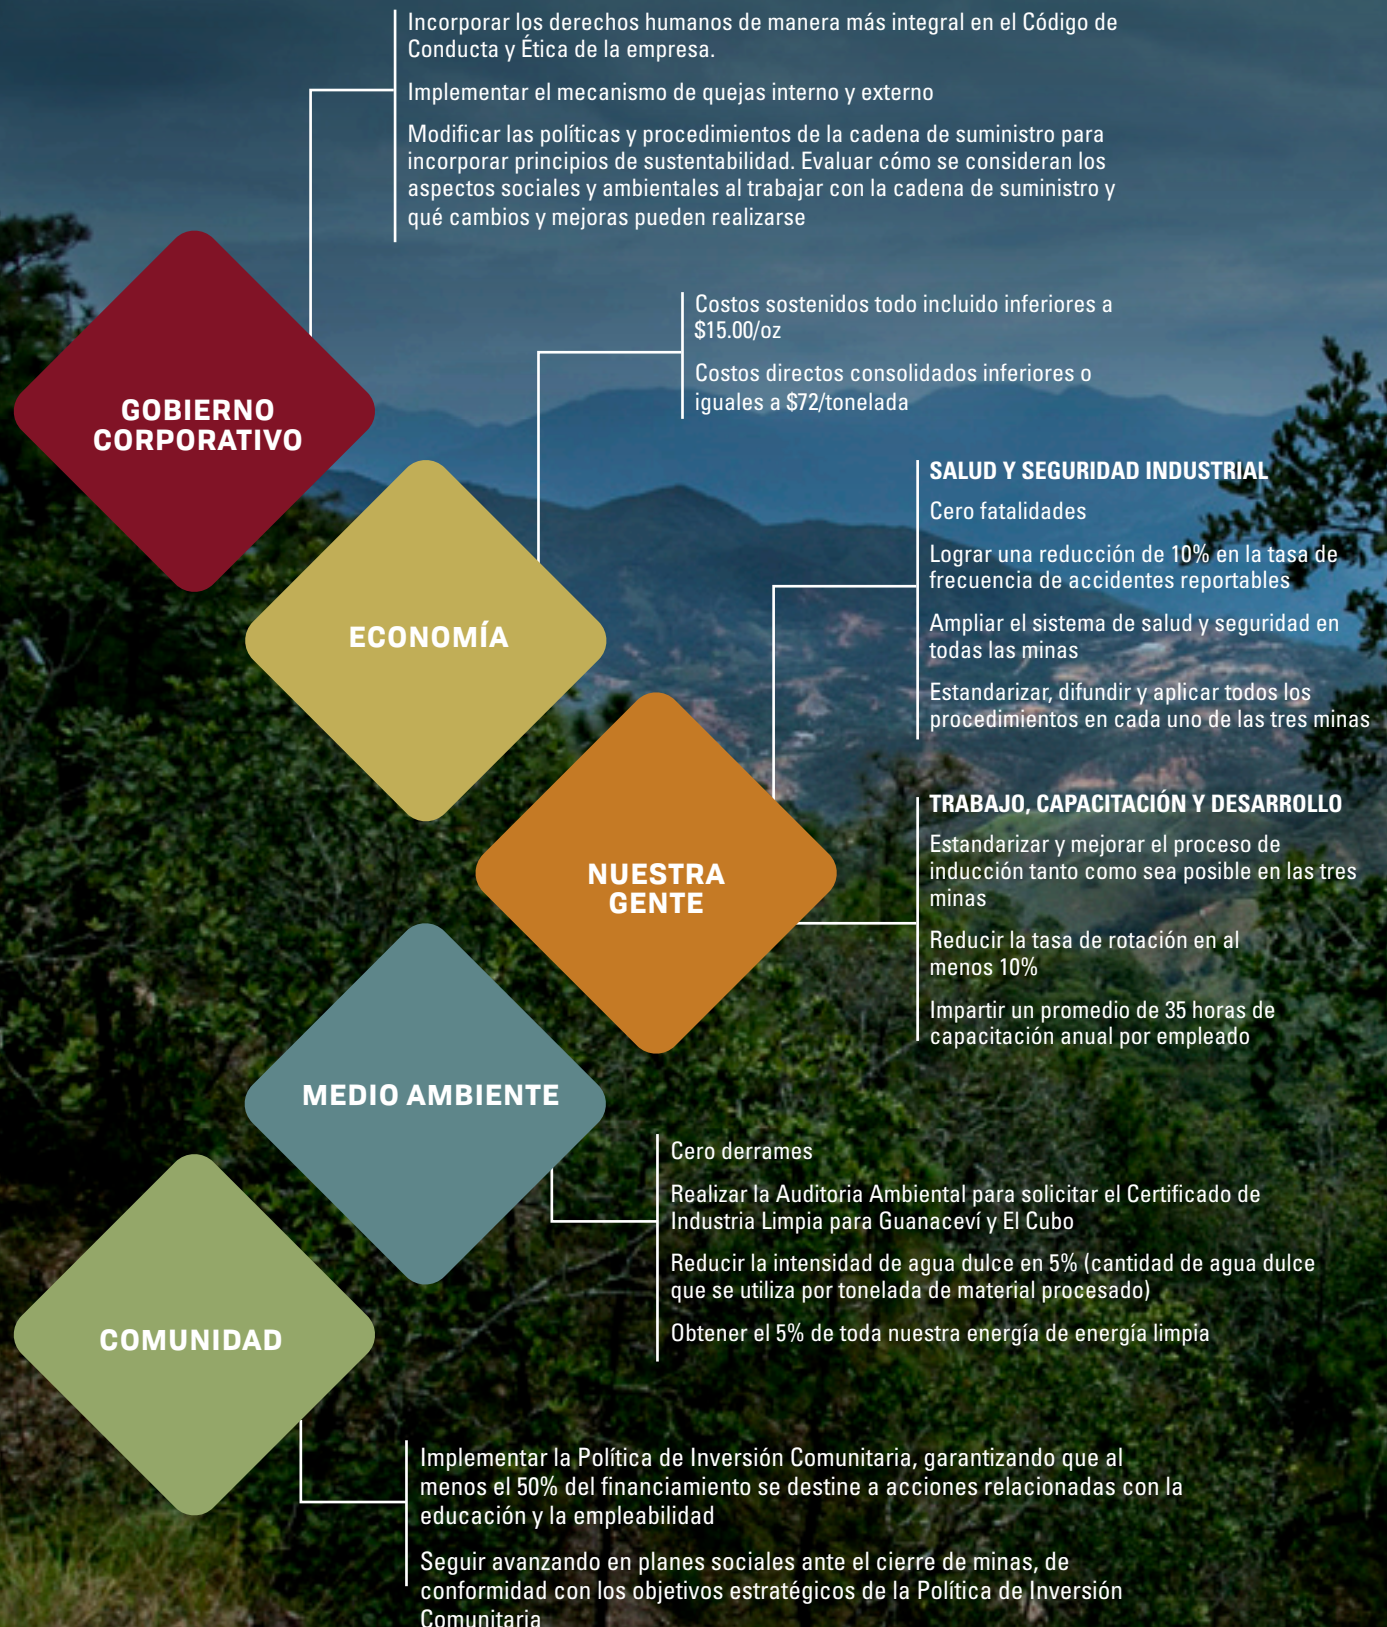 Incorporar los derechos humanos de manera más integral en el Código de
Conducta y Ética de la empresa.
Implementar el mecanismo de quejas interno y externo
Modificar las políticas y procedimientos de la cadena de suministro para
incorporar principios de sustentabilidad. Evaluar cómo se consideran los
aspectos sociales y ambientales al trabajar con la cadena de suministro y
qué cambios y mejoras pueden realizarse
GOBIERNO
CORPORATIVO
Costos sostenidos todo incluido inferiores a
$15.00/oz
Costos directos consolidados inferiores o
iguales a $72/tonelada
ECONOMÍA
SALUD Y SEGURIDAD INDUSTRIAL
Cero fatalidades
Lograr una reducción de 10% en la tasa de
frecuencia de accidentes reportables
Ampliar el sistema de salud y seguridad en
todas las minas
Estandarizar, difundir y aplicar todos los
procedimientos en cada uno de las tres minas
NUESTRA
GENTE
TRABAJO, CAPACITACIÓN Y DESARROLLO
Estandarizar y mejorar el proceso de
inducción tanto como sea posible en las tres
minas
Reducir la tasa de rotación en al
menos 10%
Impartir un promedio de 35 horas de
capacitación anual por empleado
MEDIO AMBIENTE
Cero derrames
Realizar la Auditoria Ambiental para solicitar el Certificado de
Industria Limpia para Guanaceví y El Cubo
Reducir la intensidad de agua dulce en 5% (cantidad de agua dulce
que se utiliza por tonelada de material procesado)
Obtener el 5% de toda nuestra energía de energía limpia
COMUNIDAD
Implementar la Política de Inversión Comunitaria, garantizando que al
menos el 50% del financiamiento se destine a acciones relacionadas con la
educación y la empleabilidad
Seguir avanzando en planes sociales ante el cierre de minas, de
conformidad con los objetivos estratégicos de la Política de Inversión
Comunitaria